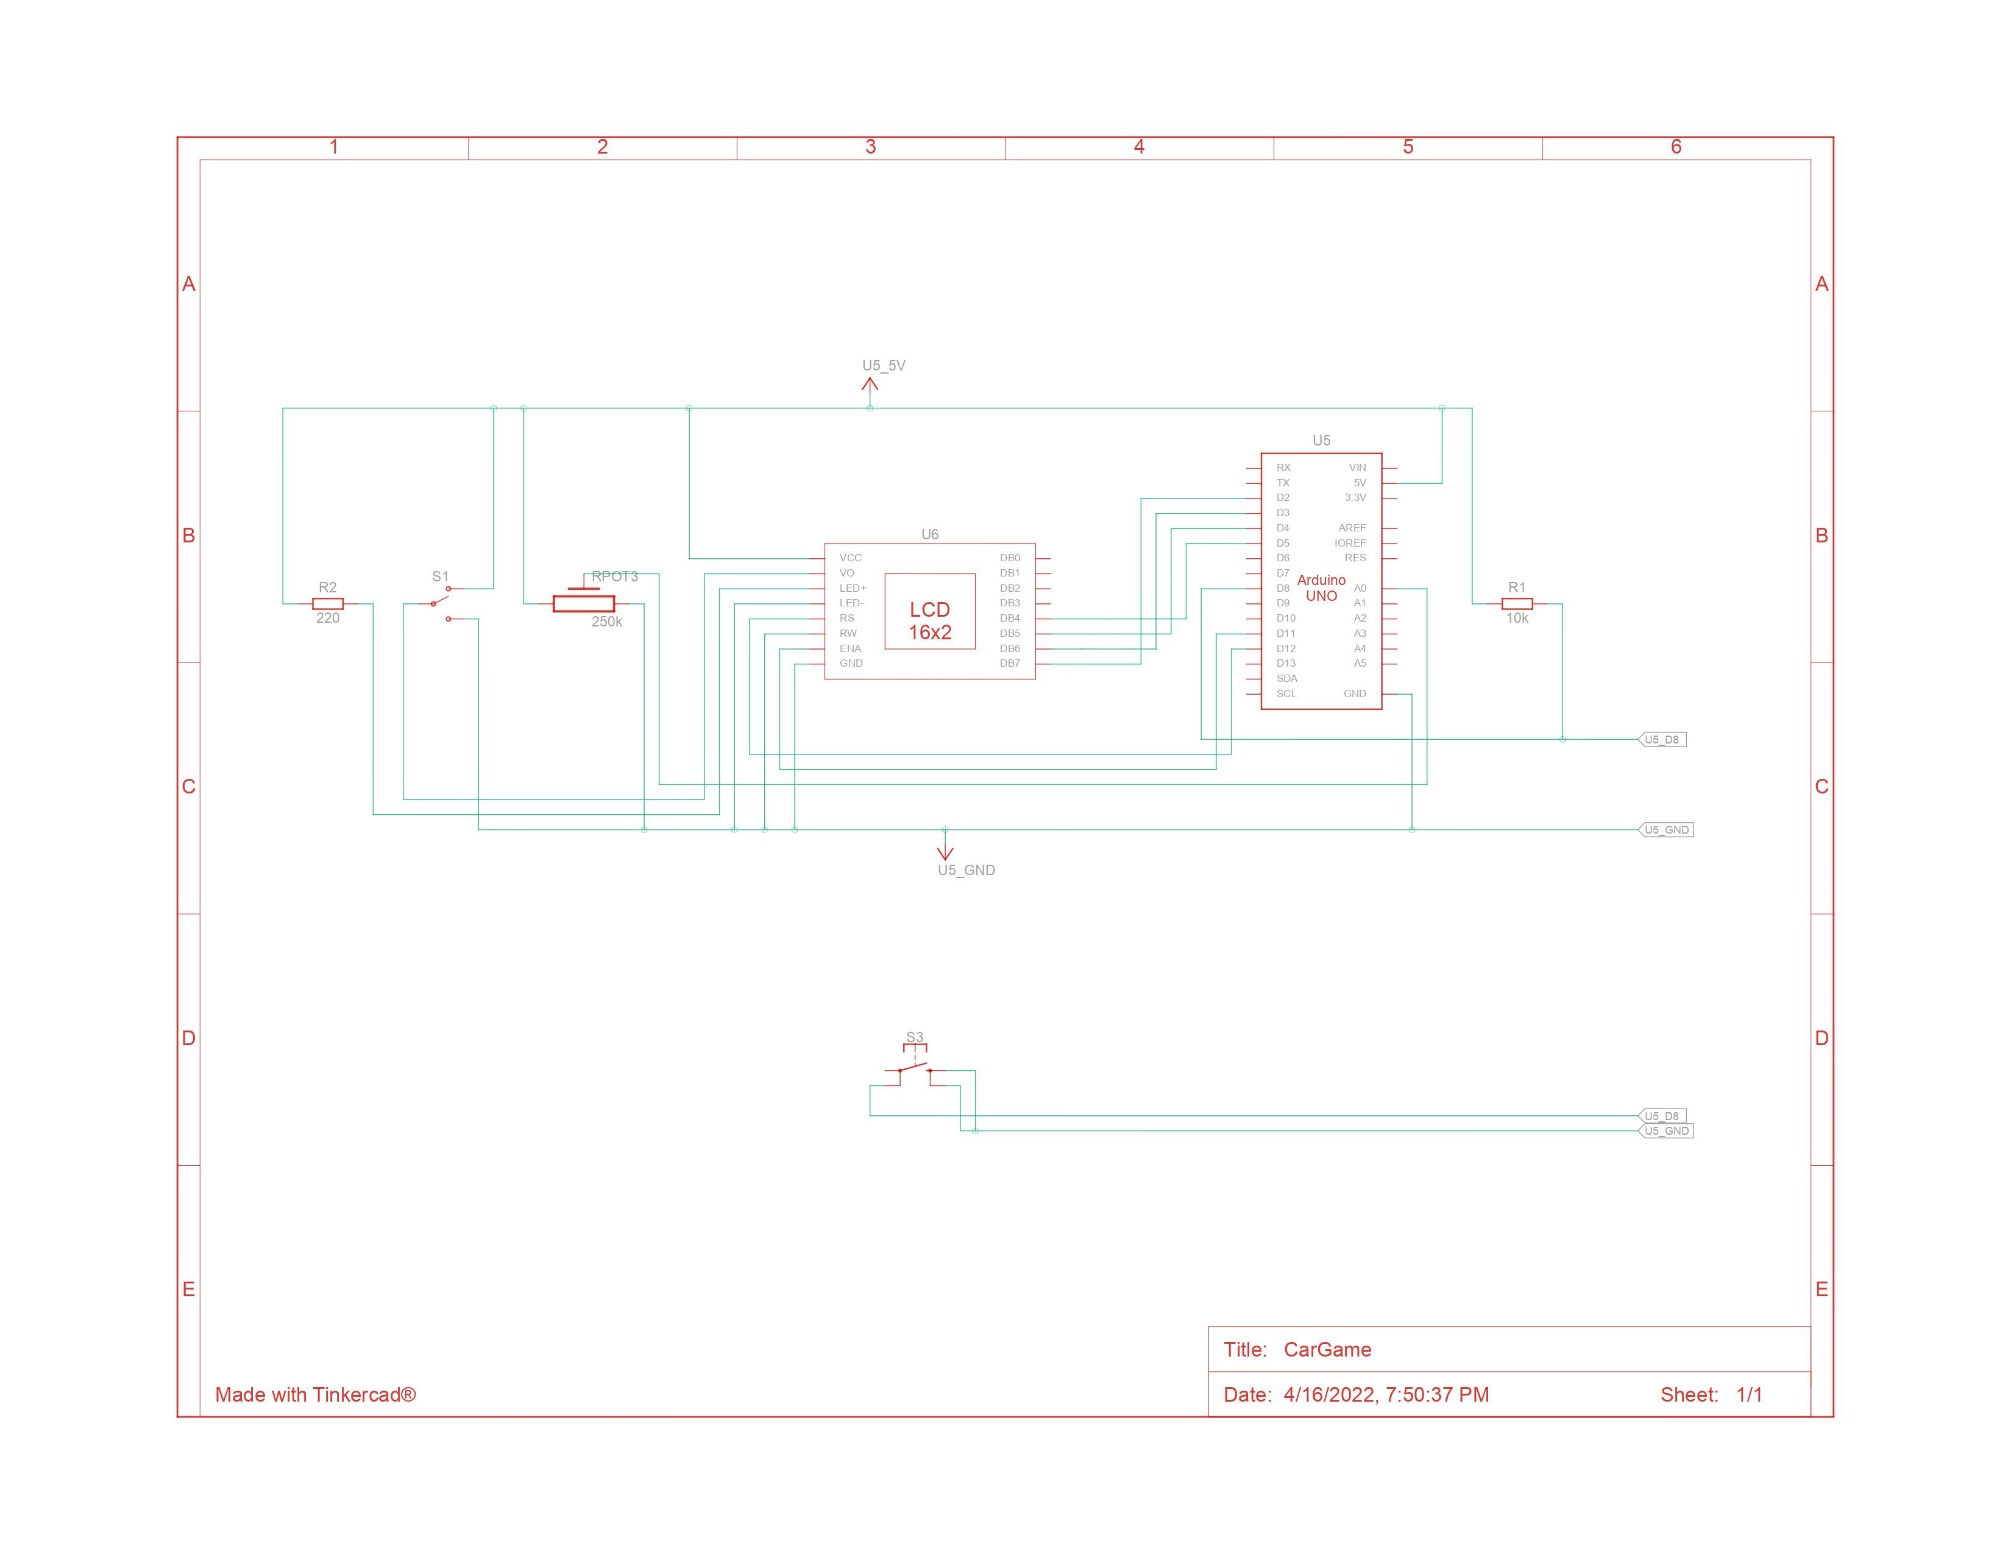 1 2 3 4 5 6
A A
U5_5V
U5
RX VIN
TX 5V
D2 3.3V
D3
D4 AREF
B B
U6
D5 IOREF
VCC DB0 D6 RES
VO DB1 D7
S1 RPOT3
Arduino
R2 LED+ DB2 D8 A0 R1
UNO
LED- DB3 D9 A1
LCD
220 250k RS DB4 D10 A2 10k
16x2
RW DB5 D11 A3
ENA DB6 D12 A4
GND DB7 D13 A5
SDA
SCL GND
U5_D8
C C
U5_GND
U5_GND
D D
S3
U5_D8
U5_GND
E E
Title: CarGame
Made with Tinkercad®
Date: 4/16/2022, 7:50:37 PM Sheet: 1/1